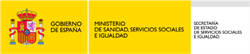 GOBIERNO
DE ESPAÑA
MINISTERIO
DE SANIDAD, SERVICIOS SOCIALES
E IGUALDAD
SECRETARÍA
DE ESTADO
DE SERVICIOS SOCIALES
E IGUALDAD